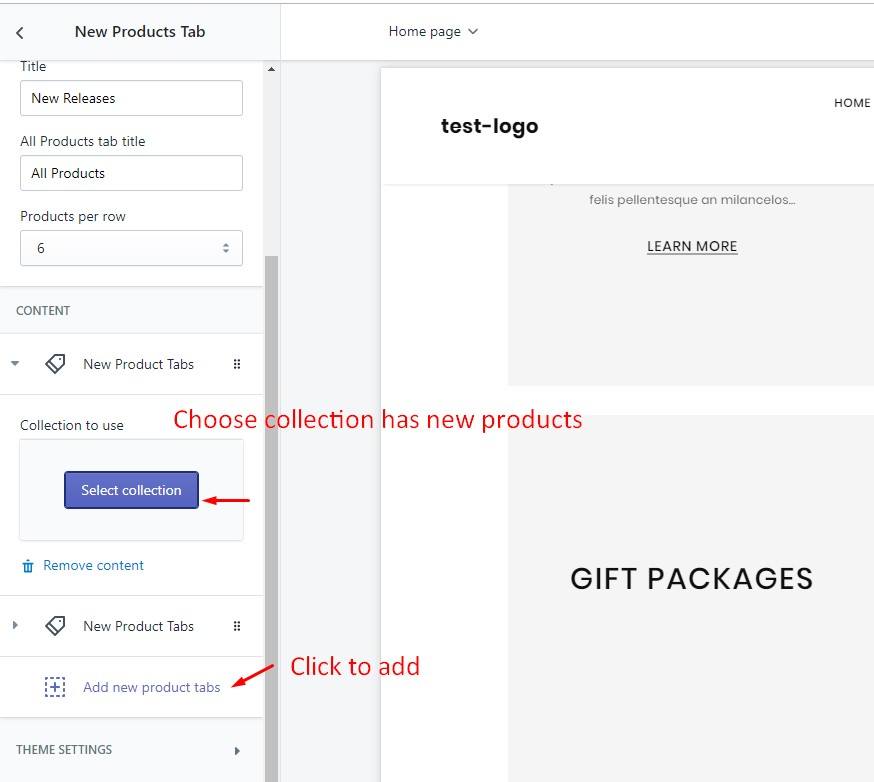 New Products Tab
Home page
Title
New Releases
All Products tab title
All Products
Products per row
6
CONTENT
New Product Tabs
Collection to use
Choose collection has new products
Select collection
Remove content
New Product Tabs
Click to add
Add new product tabs
THEME SETTINGS
HOME
test-logo
felis pellentesque an milancelos...
LEARN MORE
GIFT PACKAGES